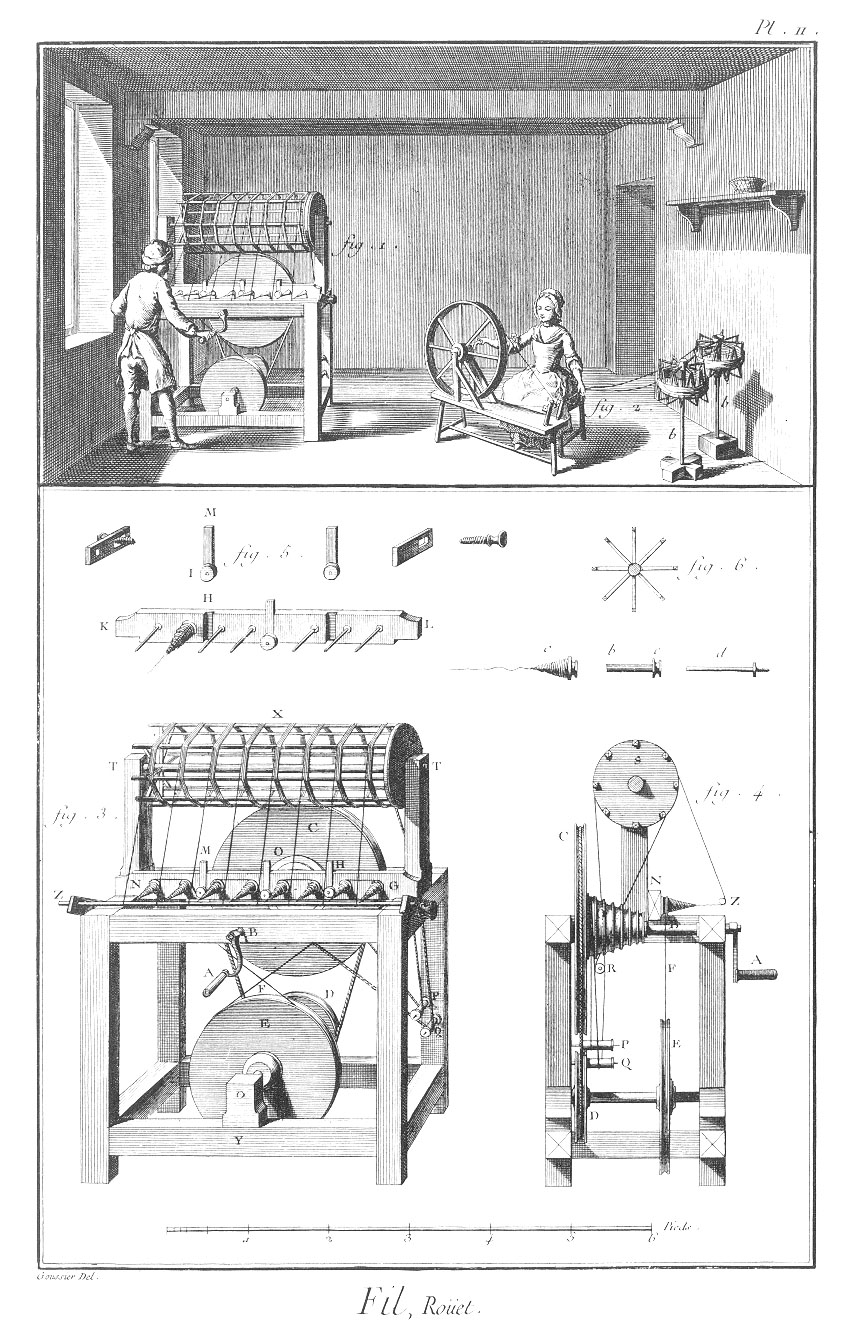 Pl . II .
fig . 1 .
fig . 2 .
b
b
M
fig . 5 .
I
fig . 6 .
H
K
L
c
b
c
d
X
T
T
S
fig . 4 .
fig . 3 .
C
C
M
O
H
N
G
N
Z
Z
B
B
A
R
F
A
F
D
P
E
E
P
Q
O
D
Y
1 2 3 4 5 6 Pieds .
Goussier Del .
Fil, Roüet .